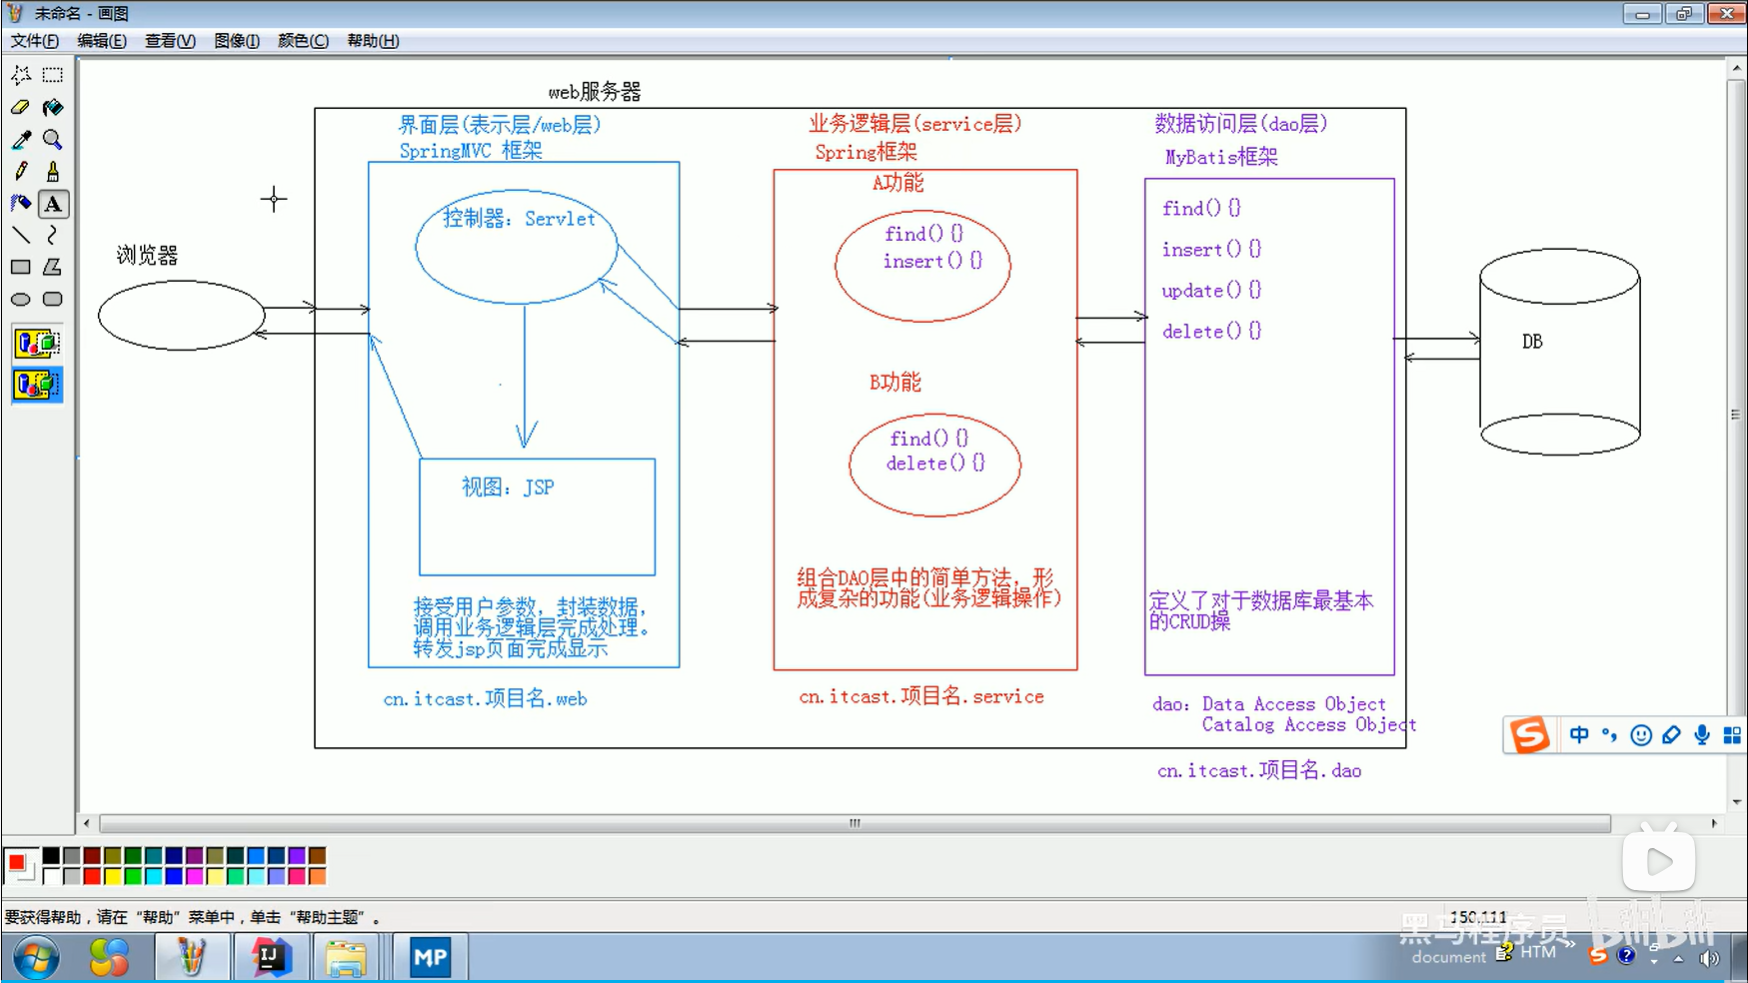 未命名 - 画图
文件(F) 编辑(E) 查看(V) 图像(I) 颜色(C) 帮助(H)
A
web服务器
浏览器
界面层(表示层/web层)
SpringMVC 框架
控制器：Servlet
视图：JSP
接受用户参数，封装数据，
调用业务逻辑层完成处理。
转发jsp页面完成显示
cn.itcast.项目名.web
业务逻辑层(service层)
Spring框架
A功能
find(){}
insert(){}
B功能
find(){}
delete(){}
组合DAO层中的简单方法，形
成复杂的功能(业务逻辑操作)
cn.itcast.项目名.service
数据访问层(dao层)
MyBatis框架
find(){}
insert(){}
update(){}
delete(){}
定义了对于数据库最基本
的CRUD操
dao：Data Access Object
Catalog Access Object
cn.itcast.项目名.dao
DB
S 中
要获得帮助，请在“帮助”菜单中，单击“帮助主题”。
150,111
黑马程序员
bilibili
IJ
MP
document
HTM